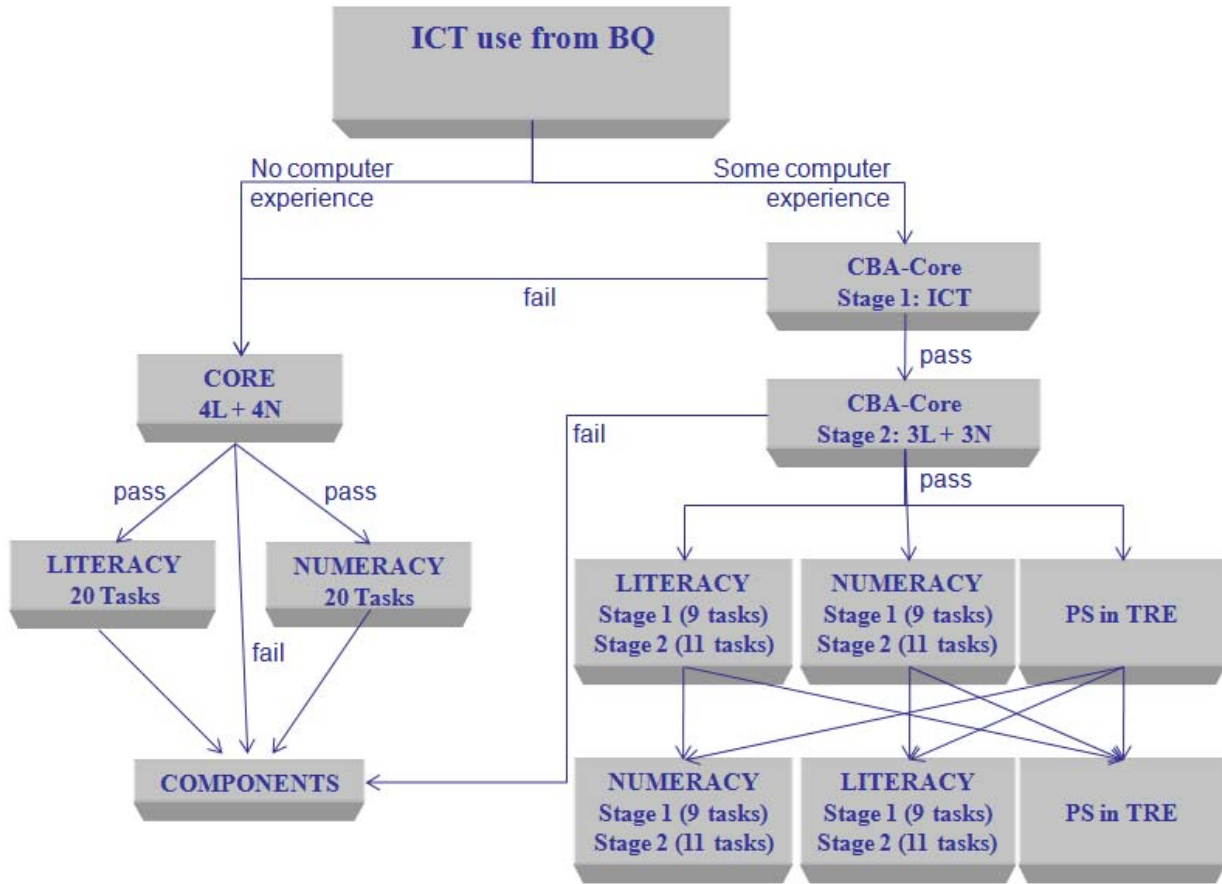 ICT use from BQ
No computer
experience
Some computer
experience
CBA-Core
Stage 1: ICT
fail
pass
CORE
4L + 4N
CBA-Core
Stage 2: 3L + 3N
fail
pass
pass
pass
LITERACY
20 Tasks
NUMERACY
20 Tasks
LITERACY
Stage 1 (9 tasks)
Stage 2 (11 tasks)
NUMERACY
Stage 1 (9 tasks)
Stage 2 (11 tasks)
PS in TRE
fail
COMPONENTS
NUMERACY
Stage 1 (9 tasks)
Stage 2 (11 tasks)
LITERACY
Stage 1 (9 tasks)
Stage 2 (11 tasks)
PS in TRE